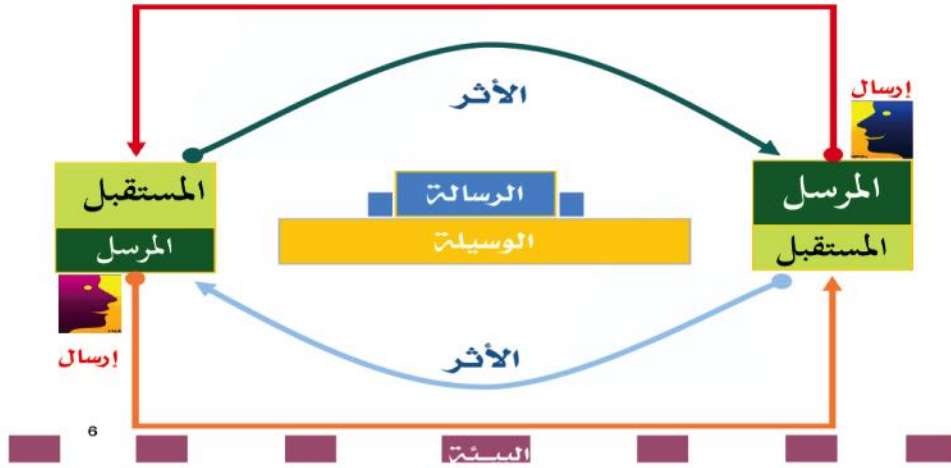 الأثر
إرسال
المرسل
المستقبل
المستقبل
المرسل
الرسالة
الوسيلة
إرسال
الأثر
6
البيئة